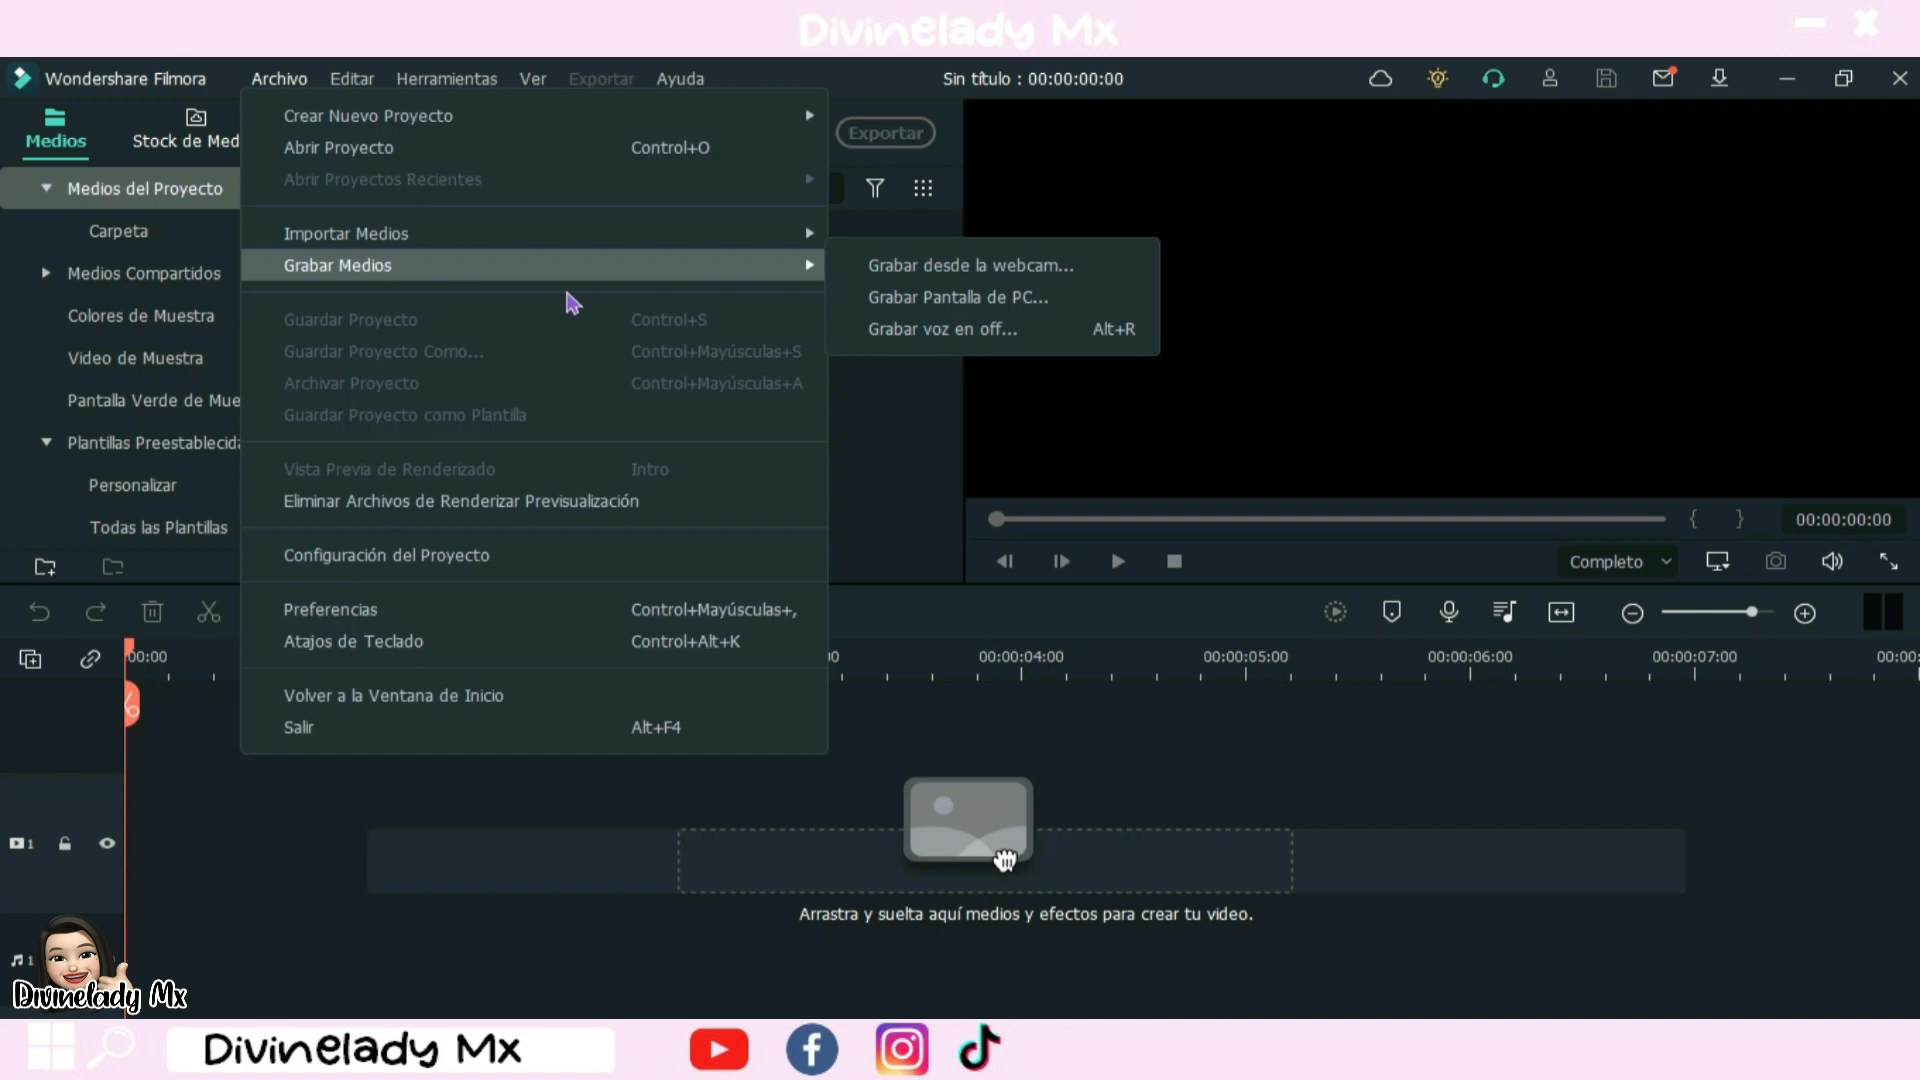 Divinelady Mx
Wondershare Filmora
Archivo
Editar
Herramientas
Ver
Exportar
Ayuda
Sin título : 00:00:00:00
Medios
Stock de Med
Exportar
Medios del Proyecto
Carpeta
Medios Compartidos
Colores de Muestra
Video de Muestra
Pantalla Verde de Mue
Plantillas Preestablecida
Personalizar
Todas las Plantillas
Crear Nuevo Proyecto
Abrir Proyecto Control+O
Abrir Proyectos Recientes
Importar Medios
Grabar Medios
Guardar Proyecto Control+S
Guardar Proyecto Como... Control+Mayúsculas+S
Archivar Proyecto Control+Mayúsculas+A
Guardar Proyecto como Plantilla
Vista Previa de Renderizado Intro
Eliminar Archivos de Renderizar Previsualización
Configuración del Proyecto
Preferencias Control+Mayúsculas+,
Atajos de Teclado Control+Alt+K
Volver a la Ventana de Inicio
Salir Alt+F4
Grabar desde la webcam...
Grabar Pantalla de PC...
Grabar voz en off... Alt+R
{ } 00:00:00:00
Completo
00:00 00 00:00:04:00 00:00:05:00 00:00:06:00 00:00:07:00 00:00:
1
Arrastra y suelta aquí medios y efectos para crear tu video.
1
Divinelady Mx
Divinelady Mx